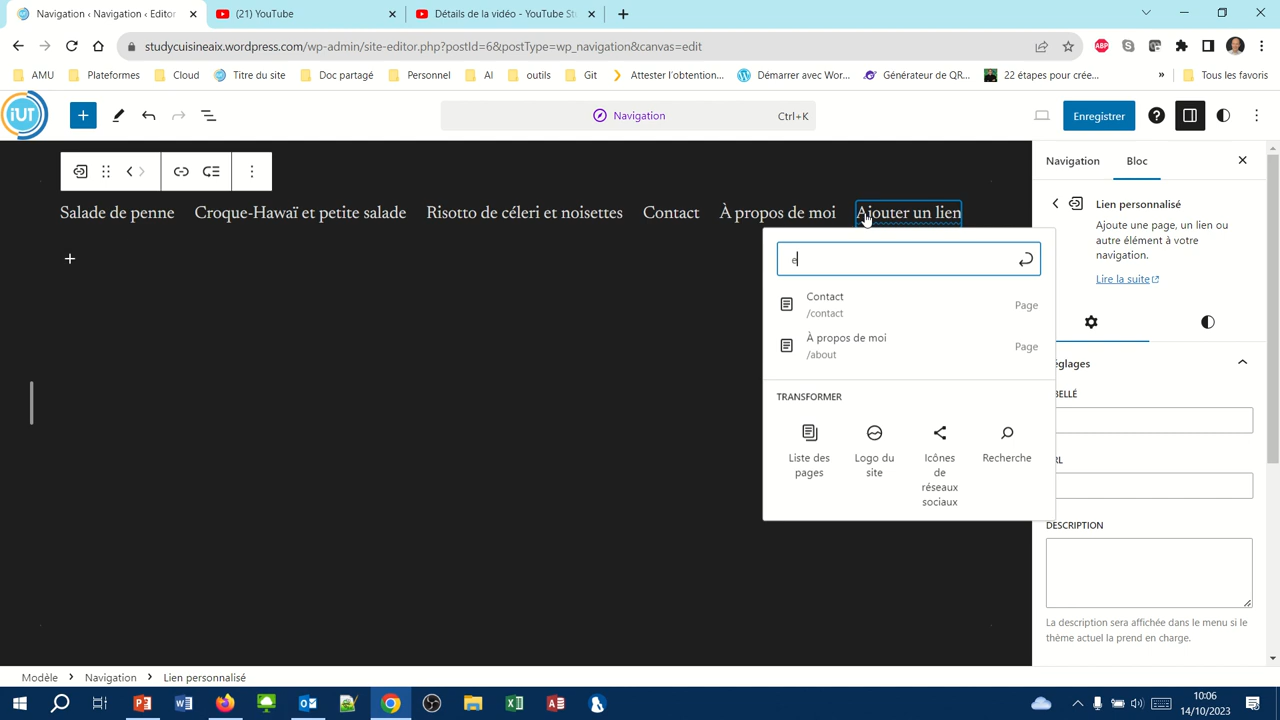 Navigation ‹ Navigation ‹ Editor
(21) YouTube
Détails de la vidéo - YouTube Stu
studycuisineaix.wordpress.com/wp-admin/site-editor.php?postId=6&postType=wp_navigation&canvas=edit
ABP
AMU
Plateformes
Cloud
Titre du site
Doc partagé
Personnel
AI
outils
Git
Attester l'obtention...
Démarrer avec Wor...
Générateur de QR...
22 étapes pour crée...
»
Tous les favoris
iUT
Navigation
Ctrl+K
Enregistrer
Navigation
Bloc
Salade de penne
Croque-Hawaï et petite salade
Risotto de céleri et noisettes
Contact
À propos de moi
Ajouter un lien
e
Contact
/contact
Page
À propos de moi
/about
Page
TRANSFORMER
Liste des
pages
Logo du
site
Icônes
de
réseaux
sociaux
Recherche
Lien personnalisé
Ajoute une page, un lien ou
autre élément à votre
navigation.
Lire la suite
églages
BELLÉ
RL
DESCRIPTION
La description sera affichée dans le menu si le
thème actuel la prend en charge.
Modèle
Navigation
Lien personnalisé
10:06
14/10/2023